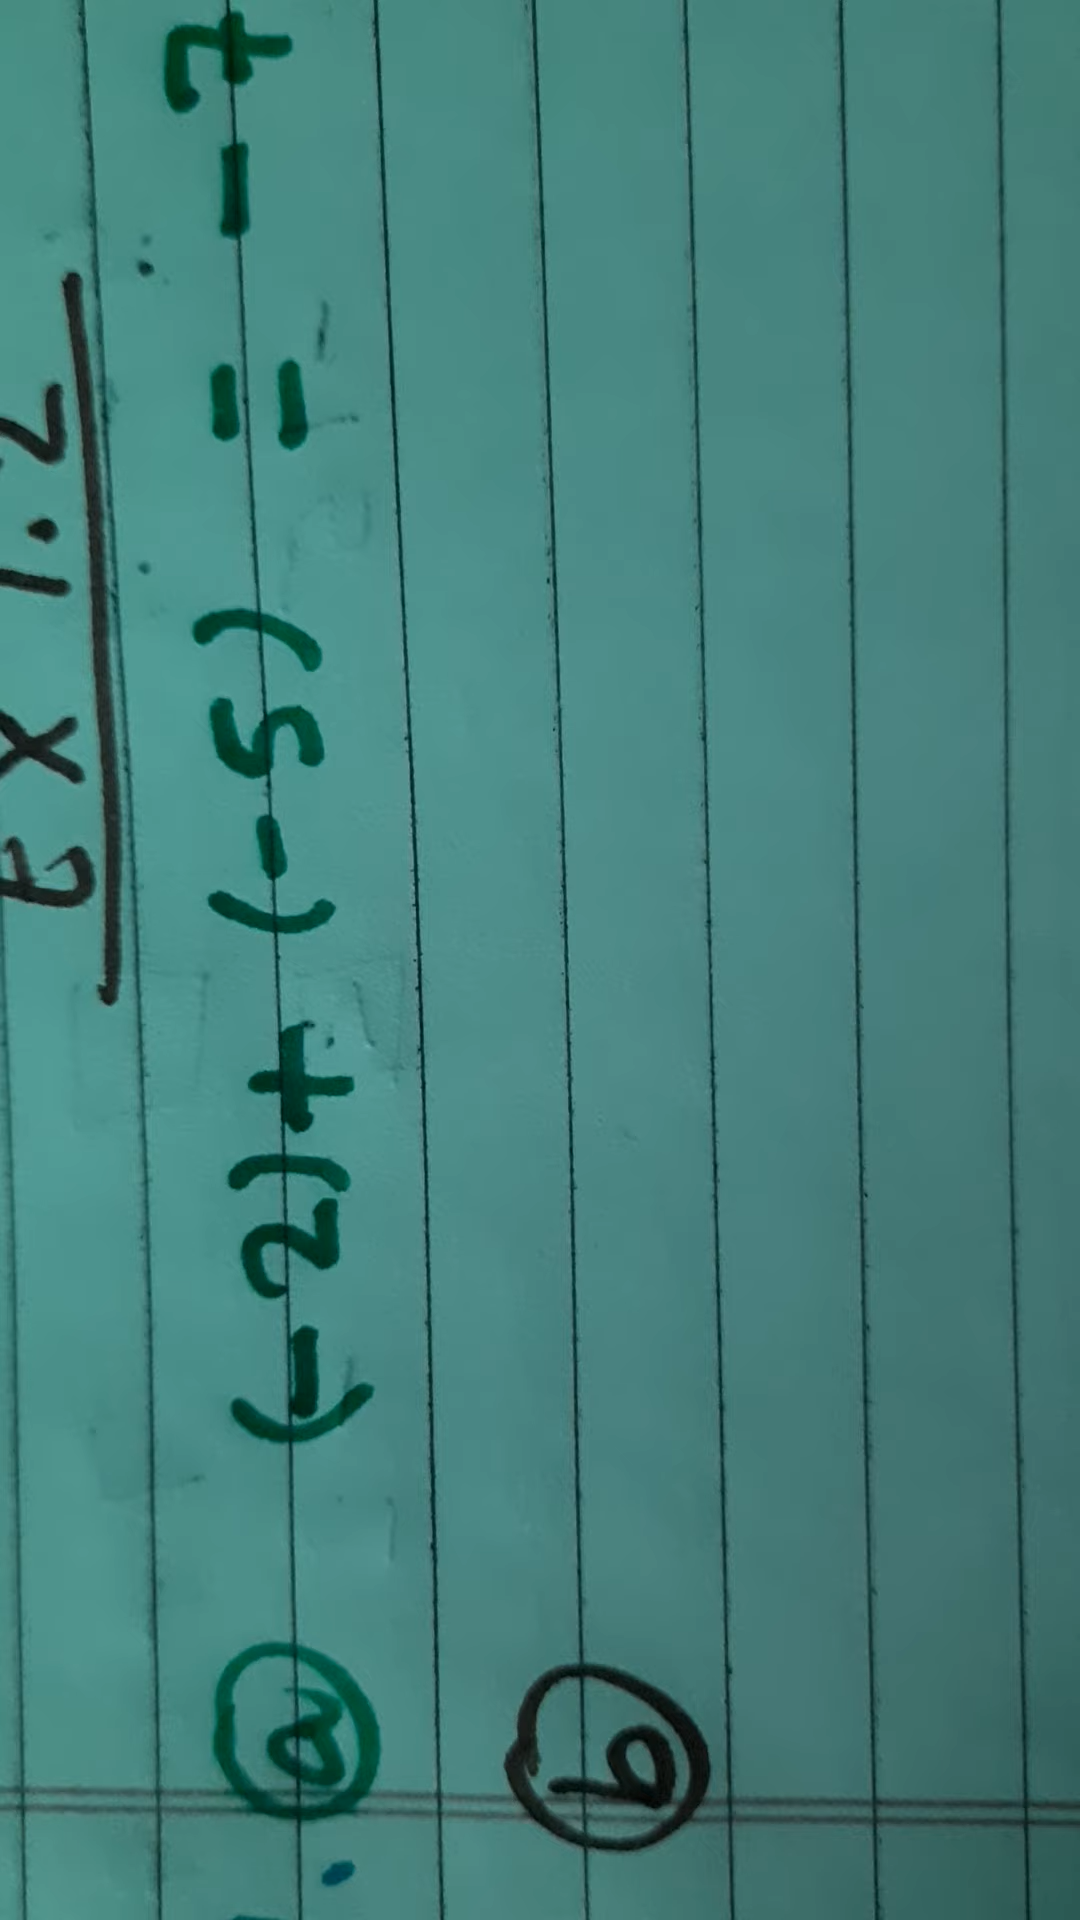 Ex 1.2
. ⓐ (-2)+(-5) = -7
ⓑ